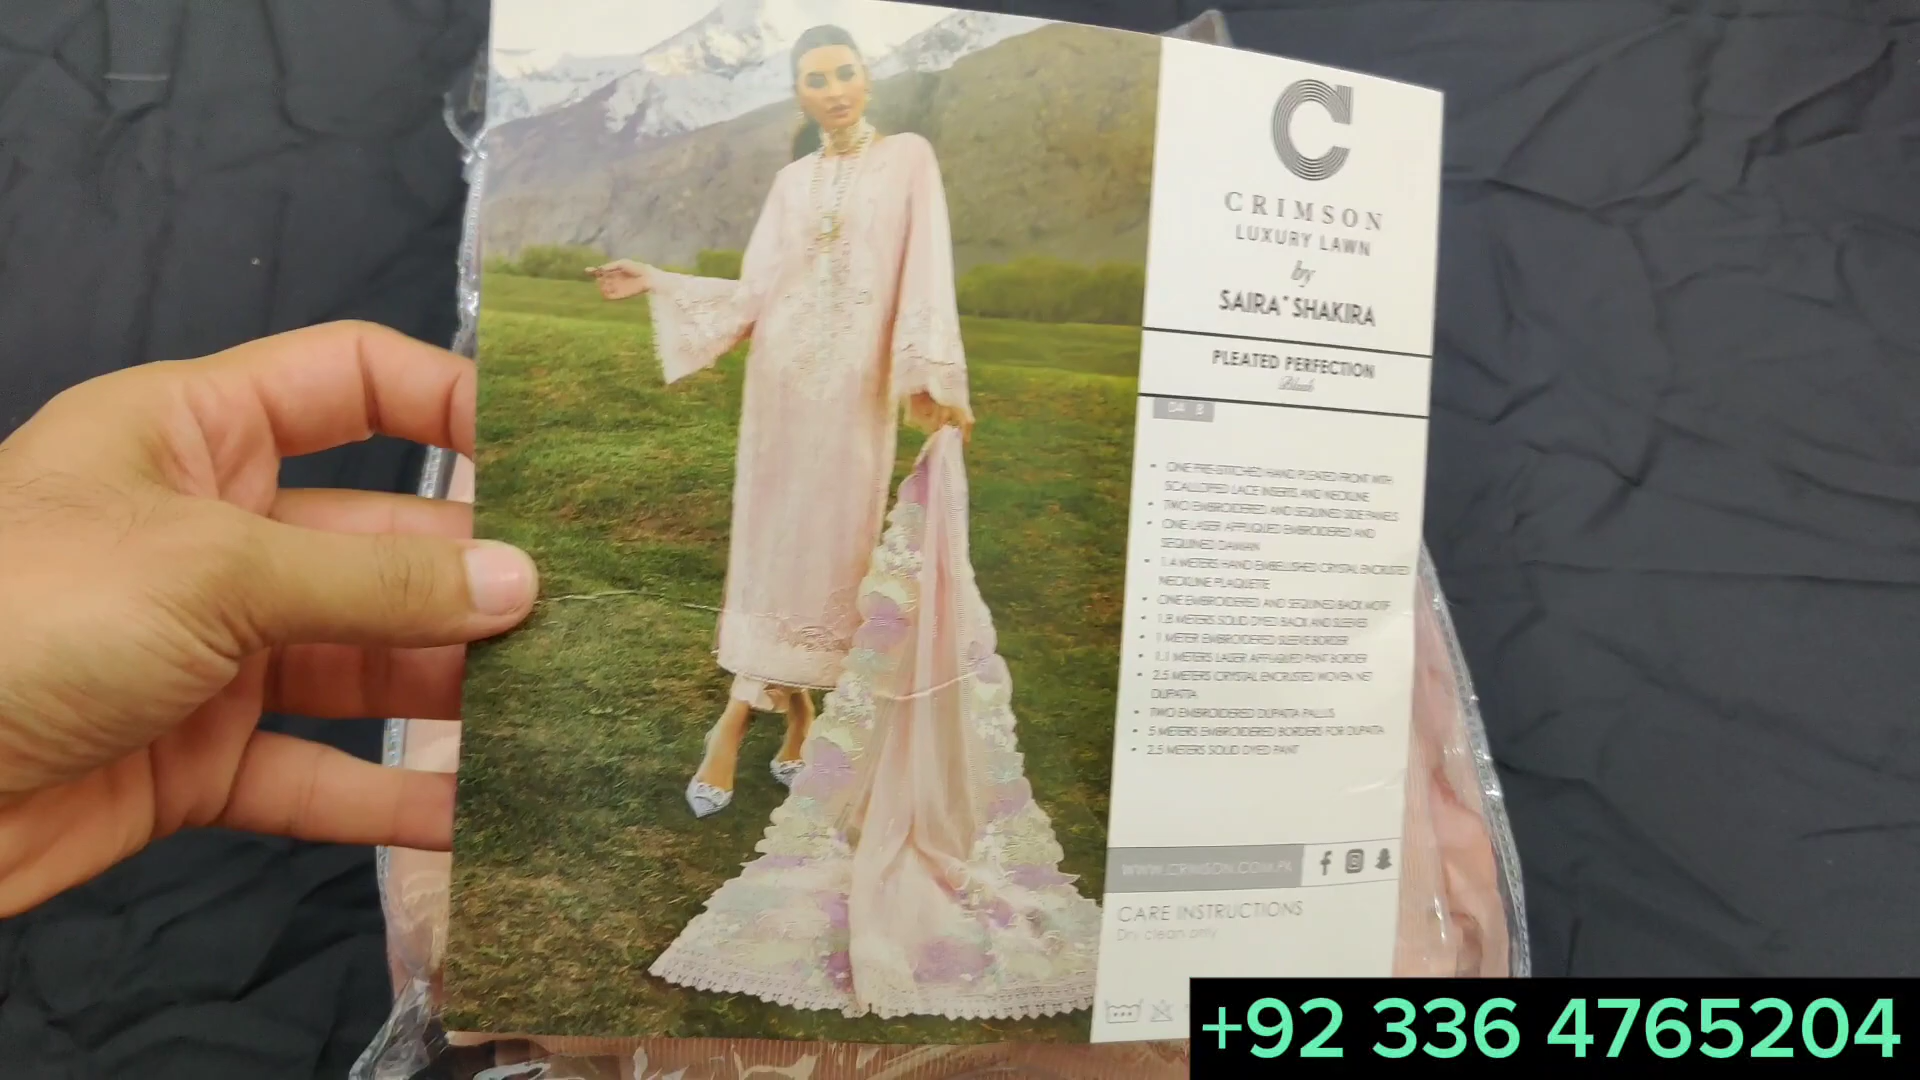 C
CRIMSON
LUXURY LAWN
by
SAIRA * SHAKIRA
PLEATED PERFECTION
Blush
D4 B
• ONE PRE-STITCHED HAND PLEATED FRONT WITH
SCALLOPED LACE INSERTS AND NECKLINE
• TWO EMBROIDERED AND SEQUINED SIDE PANELS
• ONE LASER APPLIQUED EMBROIDERED AND
SEQUINED DAMAN
• 1.4 METERS HAND EMBELLISHED CRYSTAL ENCRUSTED
NECKLINE PLAQUETTE
• ONE EMBROIDERED AND SEQUINED BACK MOTIF
• 1.8 METERS SOLID DYED BACK AND SLEEVES
• 1 METER EMBROIDERED SLEEVE BORDER
• 1.1 METERS LASER APPLIQUED PANT BORDER
• 2.5 METERS CRYSTAL ENCRUSTED WOVEN NET
DUPATTA
• TWO EMBROIDERED DUPATTA PALLUS
• 5 METERS EMBROIDERED BORDERS FOR DUPATTA
• 2.5 METERS SOLID DYED PANT
WWW.CRIMSON.COM.PK
CARE INSTRUCTIONS
Dry clean only
+92 336 4765204